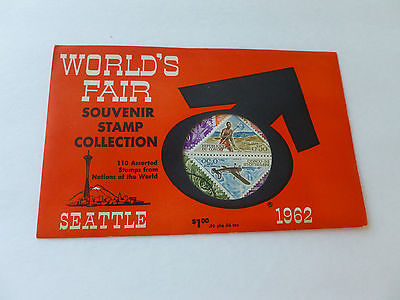 WORLD'S
FAIR
SOUVENIR
STAMP
COLLECTION
110 Assorted
Stamps from
Nations of the World
SEATTLE
$1.00
®
1962